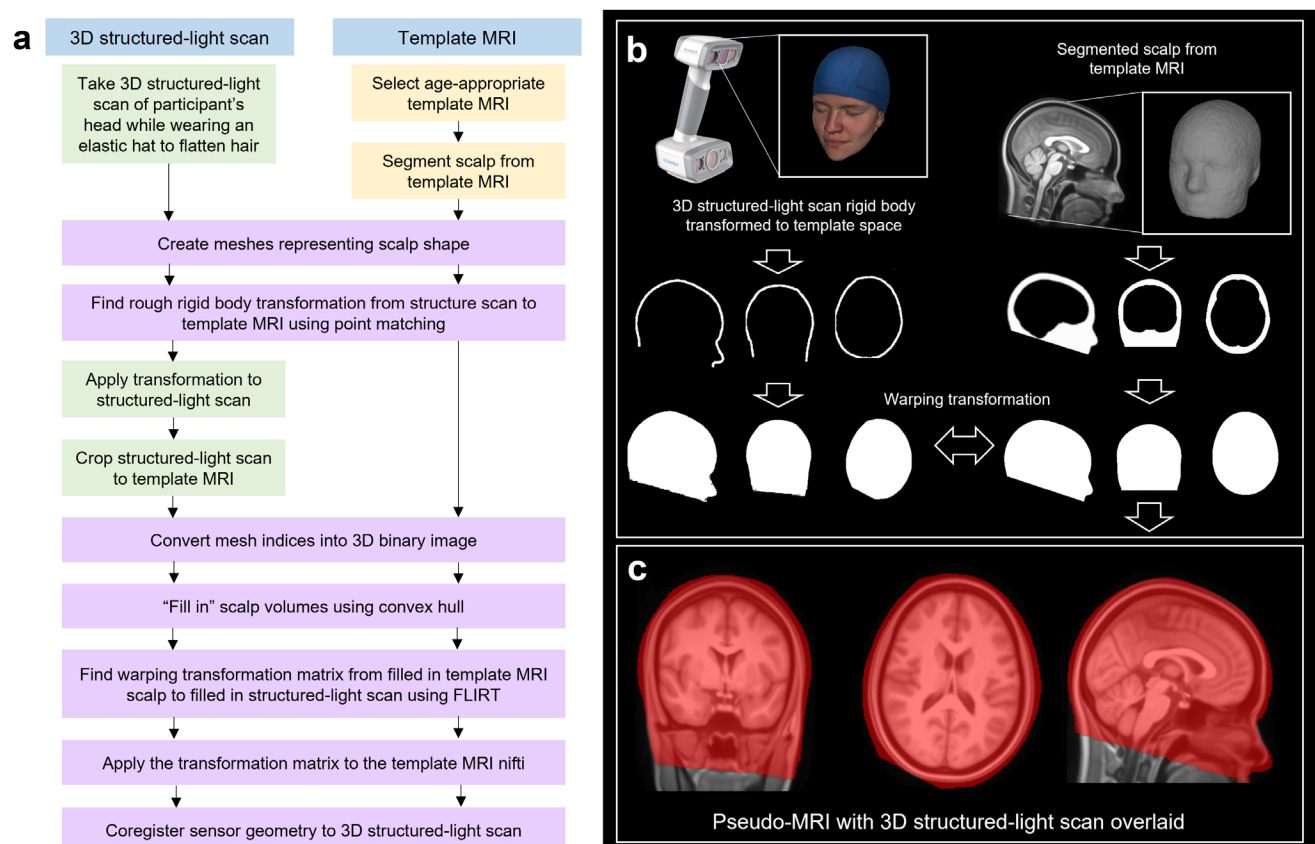 a
3D structured-light scan
Template MRI
Take 3D structured-light
scan of participant's
head while wearing an
elastic hat to flatten hair
Select age-appropriate
template MRI
Segment scalp from
template MRI
Create meshes representing scalp shape
Find rough rigid body transformation from structure scan to
template MRI using point matching
Apply transformation to
structured-light scan
Crop structured-light scan
to template MRI
Convert mesh indices into 3D binary image
“Fill in” scalp volumes using convex hull
Find warping transformation matrix from filled in template MRI
scalp to filled in structured-light scan using FLIRT
Apply the transformation matrix to the template MRI nifti
Coregister sensor geometry to 3D structured-light scan
b
Segmented scalp from
template MRI
3D structured-light scan rigid body
transformed to template space
Warping transformation
c
Pseudo-MRI with 3D structured-light scan overlaid